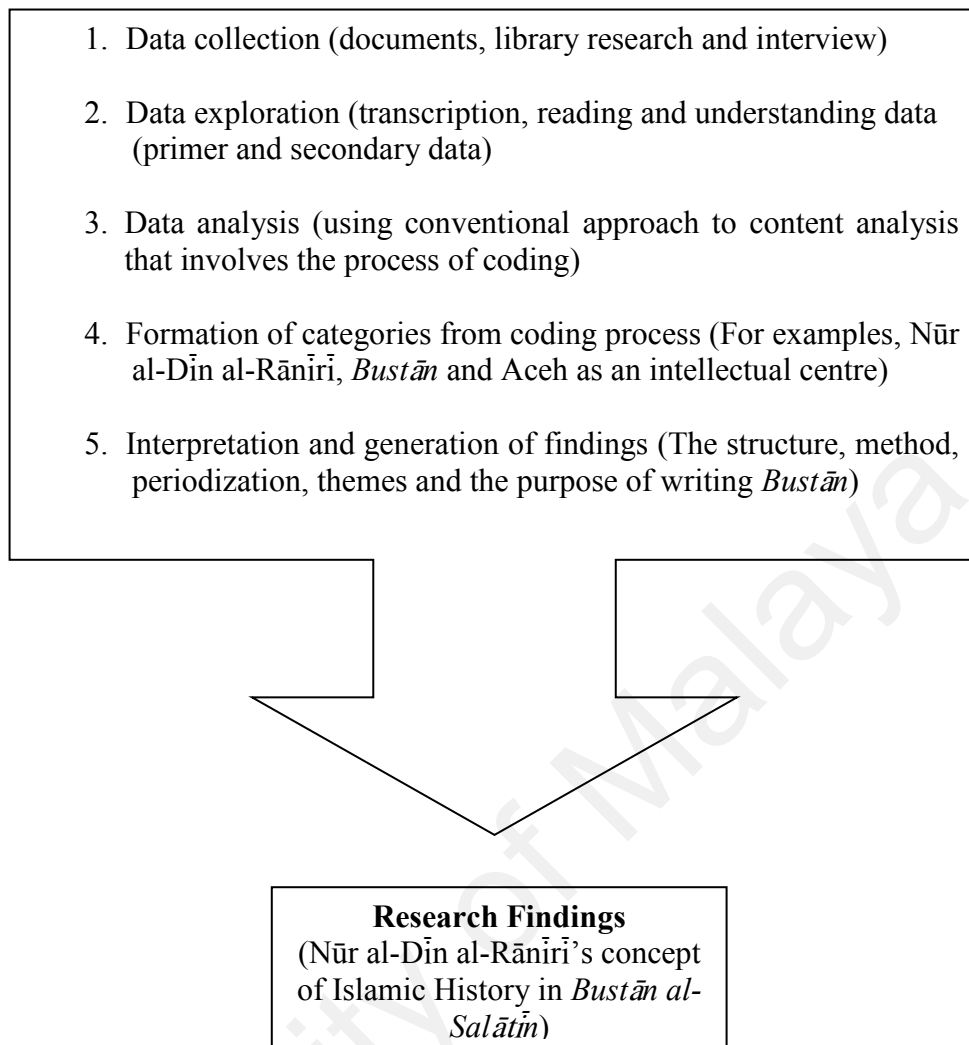 1. Data collection (documents, library research and interview)
2. Data exploration (transcription, reading and understanding data
(primer and secondary data)
3. Data analysis (using conventional approach to content analysis
that involves the process of coding)
4. Formation of categories from coding process (For examples, Nūr
al-Dīn al-Rānīrī, Bustān and Aceh as an intellectual centre)
5. Interpretation and generation of findings (The structure, method,
periodization, themes and the purpose of writing Bustān)
Research Findings
(Nūr al-Dīn al-Rānīrī’s concept
of Islamic History in Bustān al-
Salātīn)
ity of Malaya